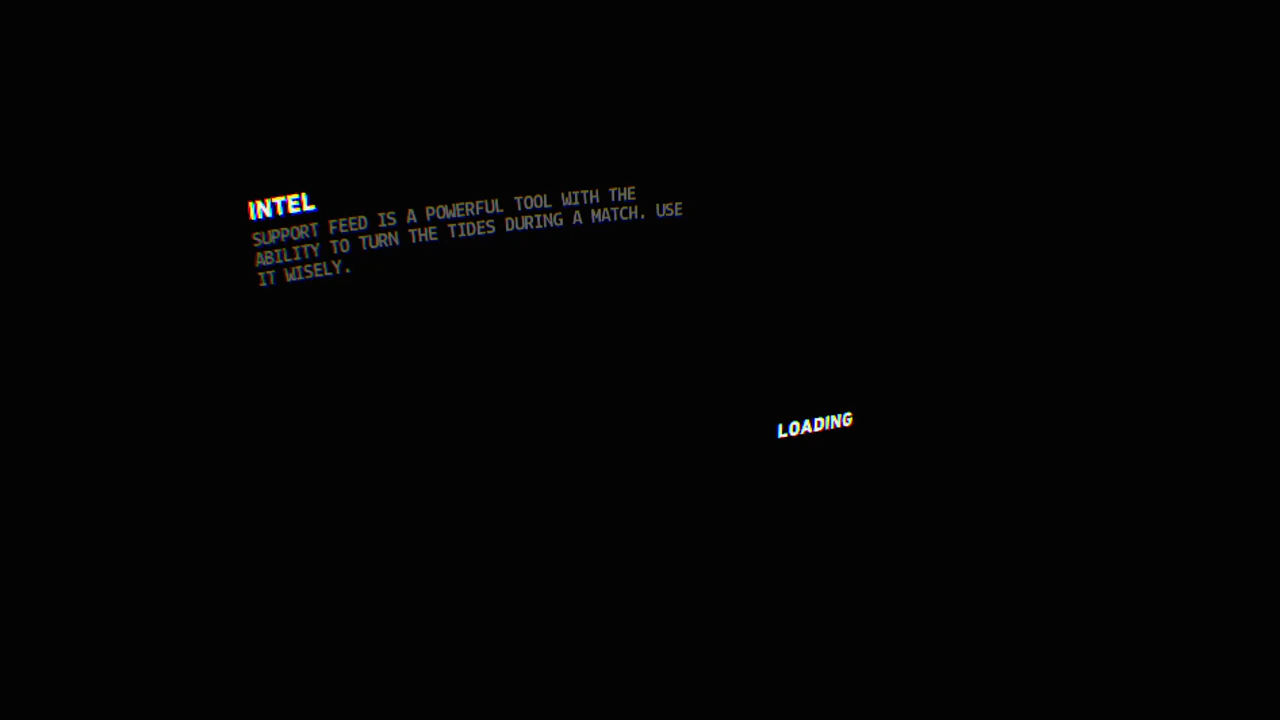 INTEL
SUPPORT FEED IS A POWERFUL TOOL WITH THE
ABILITY TO TURN THE TIDES DURING A MATCH. USE
IT WISELY.
LOADING